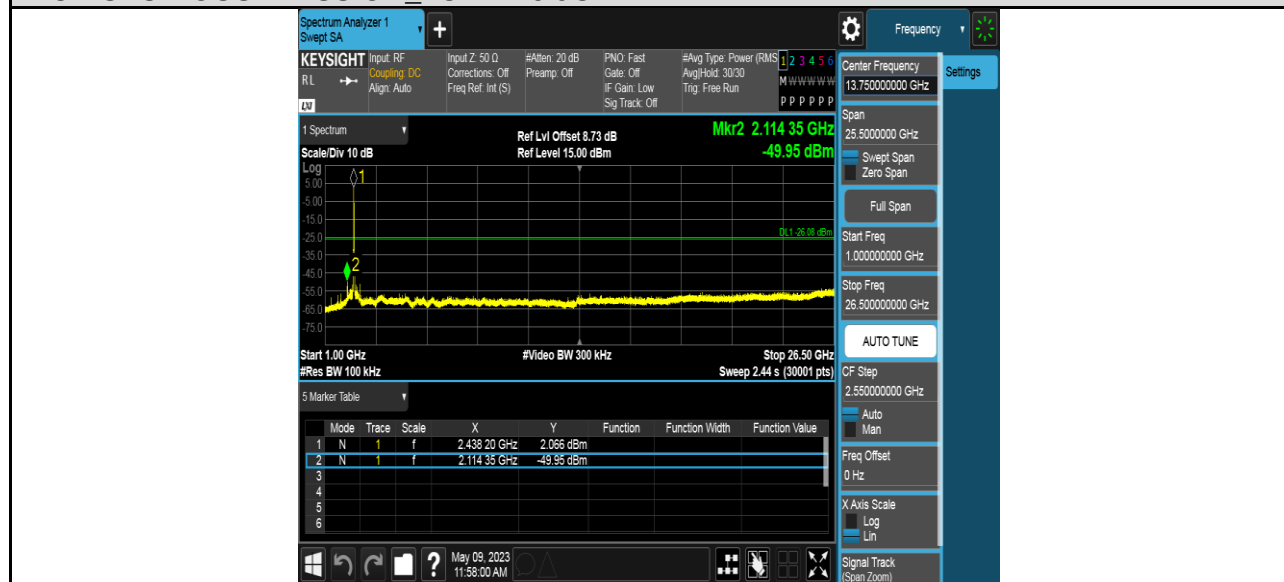 Spectrum Analyzer 1
Swept SA
+
Frequency
KEYSIGHT Input: RF Input Z: 50 Ω #Atten: 20 dB PNO: Fast #Avg Type: Power (RMS 1 2 3 4 5 6
RL Coupling: DC Corrections: Off Preamp: Off Gate: Off Avg|Hold: 30/30 M W W W W W
Align: Auto Freq Ref: Int (S) IF Gain: Low Trig: Free Run
LXI Sig Track: Off P P P P P P
Center Frequency
13.750000000 GHz
Settings
Span
25.5000000 GHz
Swept Span
Zero Span
Full Span
Start Freq
1.000000000 GHz
Stop Freq
26.500000000 GHz
AUTO TUNE
CF Step
2.550000000 GHz
Auto
Man
Freq Offset
0 Hz
X Axis Scale
Log
Lin
Signal Track
(Span Zoom)
1 Spectrum Ref Lvl Offset 8.73 dB Mkr2 2.114 35 GHz
Scale/Div 10 dB Ref Level 15.00 dBm -49.95 dBm
Log
1
5.00
-5.00
-15.0
-25.0 DL1 -26.08 dBm
-35.0
2
-45.0
-55.0
-65.0
-75.0
Start 1.00 GHz #Video BW 300 kHz Stop 26.50 GHz
#Res BW 100 kHz Sweep 2.44 s (30001 pts)
5 Marker Table
Mode Trace Scale X Y Function Function Width Function Value
1 N 1 f 2.438 20 GHz 2.066 dBm
2 N 1 f 2.114 35 GHz -49.95 dBm
3
4
5
6
? May 09, 2023
11:58:00 AM